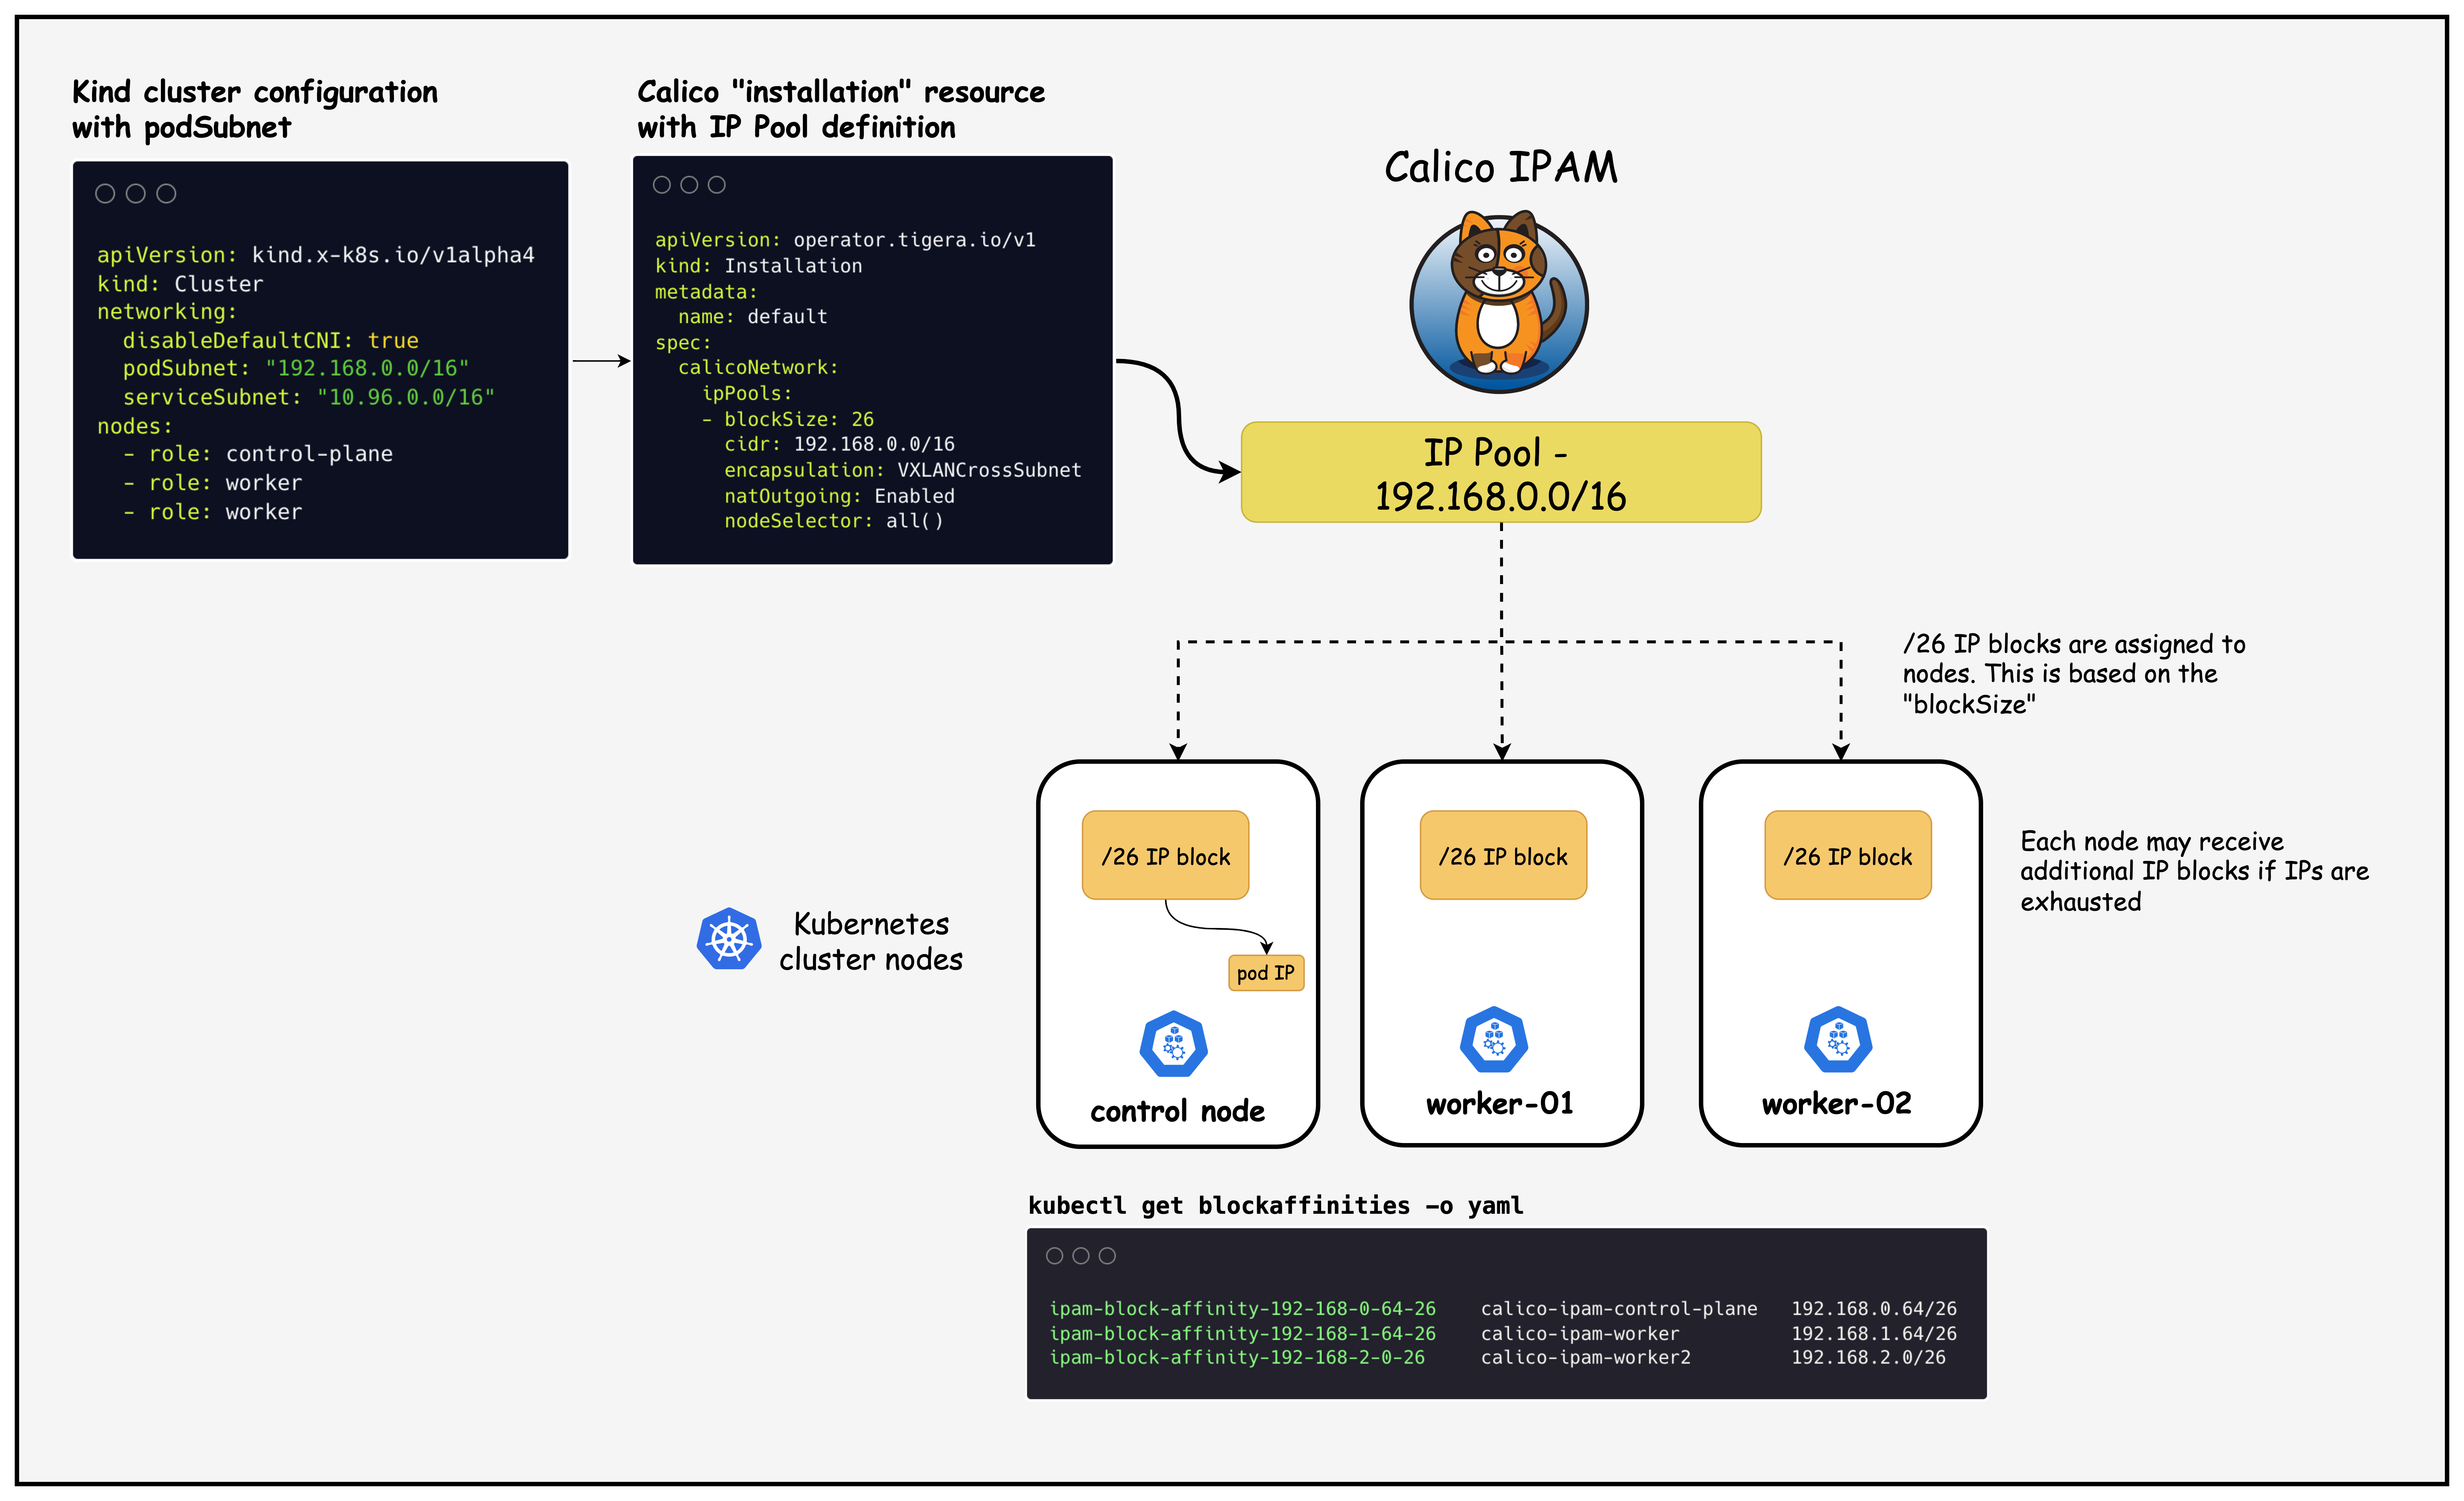 Kind cluster configuration
with podSubnet
apiVersion: kind.x-k8s.io/v1alpha4
kind: Cluster
networking:
  disableDefaultCNI: true
  podSubnet: "192.168.0.0/16"
  serviceSubnet: "10.96.0.0/16"
nodes:
  - role: control-plane
  - role: worker
  - role: worker
Calico "installation" resource
with IP Pool definition
apiVersion: operator.tigera.io/v1
kind: Installation
metadata:
  name: default
spec:
  calicoNetwork:
    ipPools:
    - blockSize: 26
      cidr: 192.168.0.0/16
      encapsulation: VXLANCrossSubnet
      natOutgoing: Enabled
      nodeSelector: all()
Calico IPAM
IP Pool -
192.168.0.0/16
/26 IP blocks are assigned to
nodes. This is based on the
"blockSize"
Kubernetes
cluster nodes
/26 IP block
pod IP
control node
/26 IP block
worker-01
/26 IP block
worker-02
Each node may receive
additional IP blocks if IPs are
exhausted
kubectl get blockaffinities -o yaml
ipam-block-affinity-192-168-0-64-26 calico-ipam-control-plane 192.168.0.64/26
ipam-block-affinity-192-168-1-64-26 calico-ipam-worker 192.168.1.64/26
ipam-block-affinity-192-168-2-0-26 calico-ipam-worker2 192.168.2.0/26